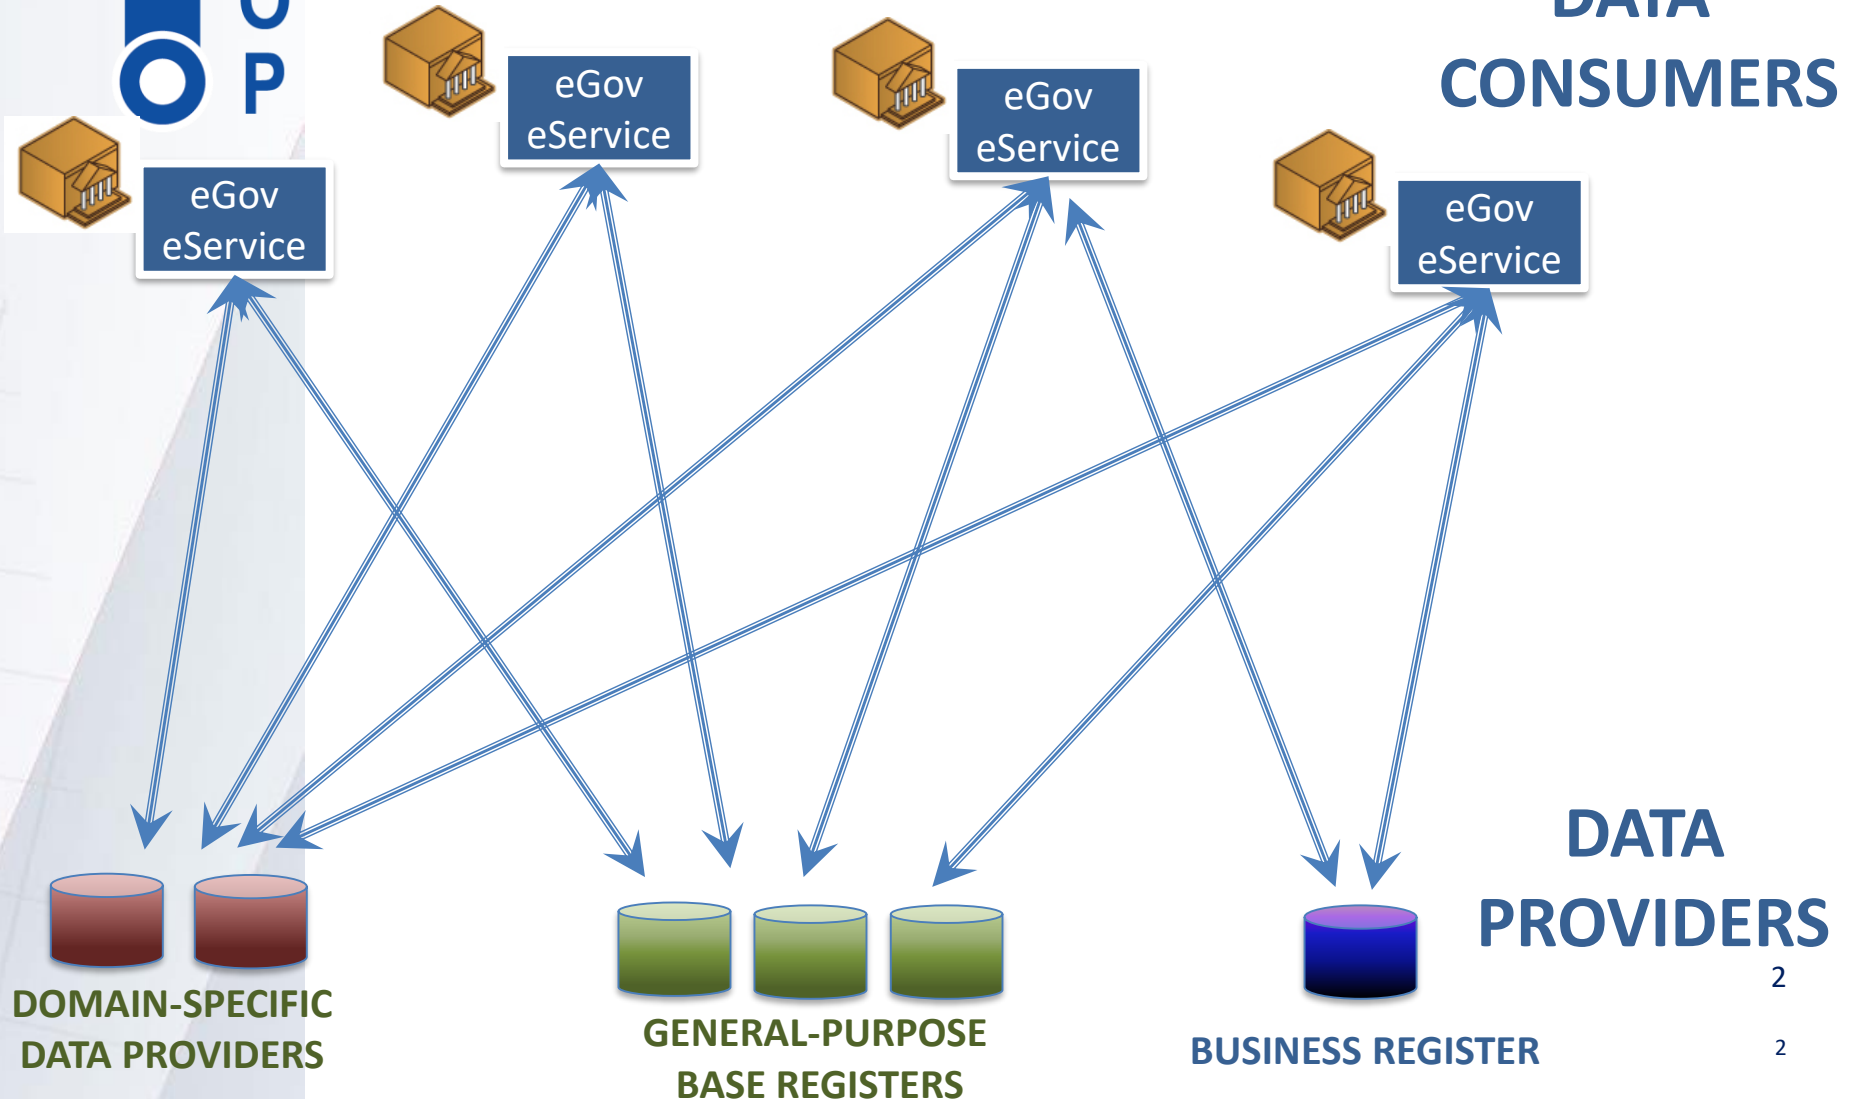 O
P
DATA
CONSUMERS
eGov
eService
eGov
eService
eGov
eService
eGov
eService
DATA
PROVIDERS
2
DOMAIN-SPECIFIC
DATA PROVIDERS
GENERAL-PURPOSE
BASE REGISTERS
BUSINESS REGISTER
2